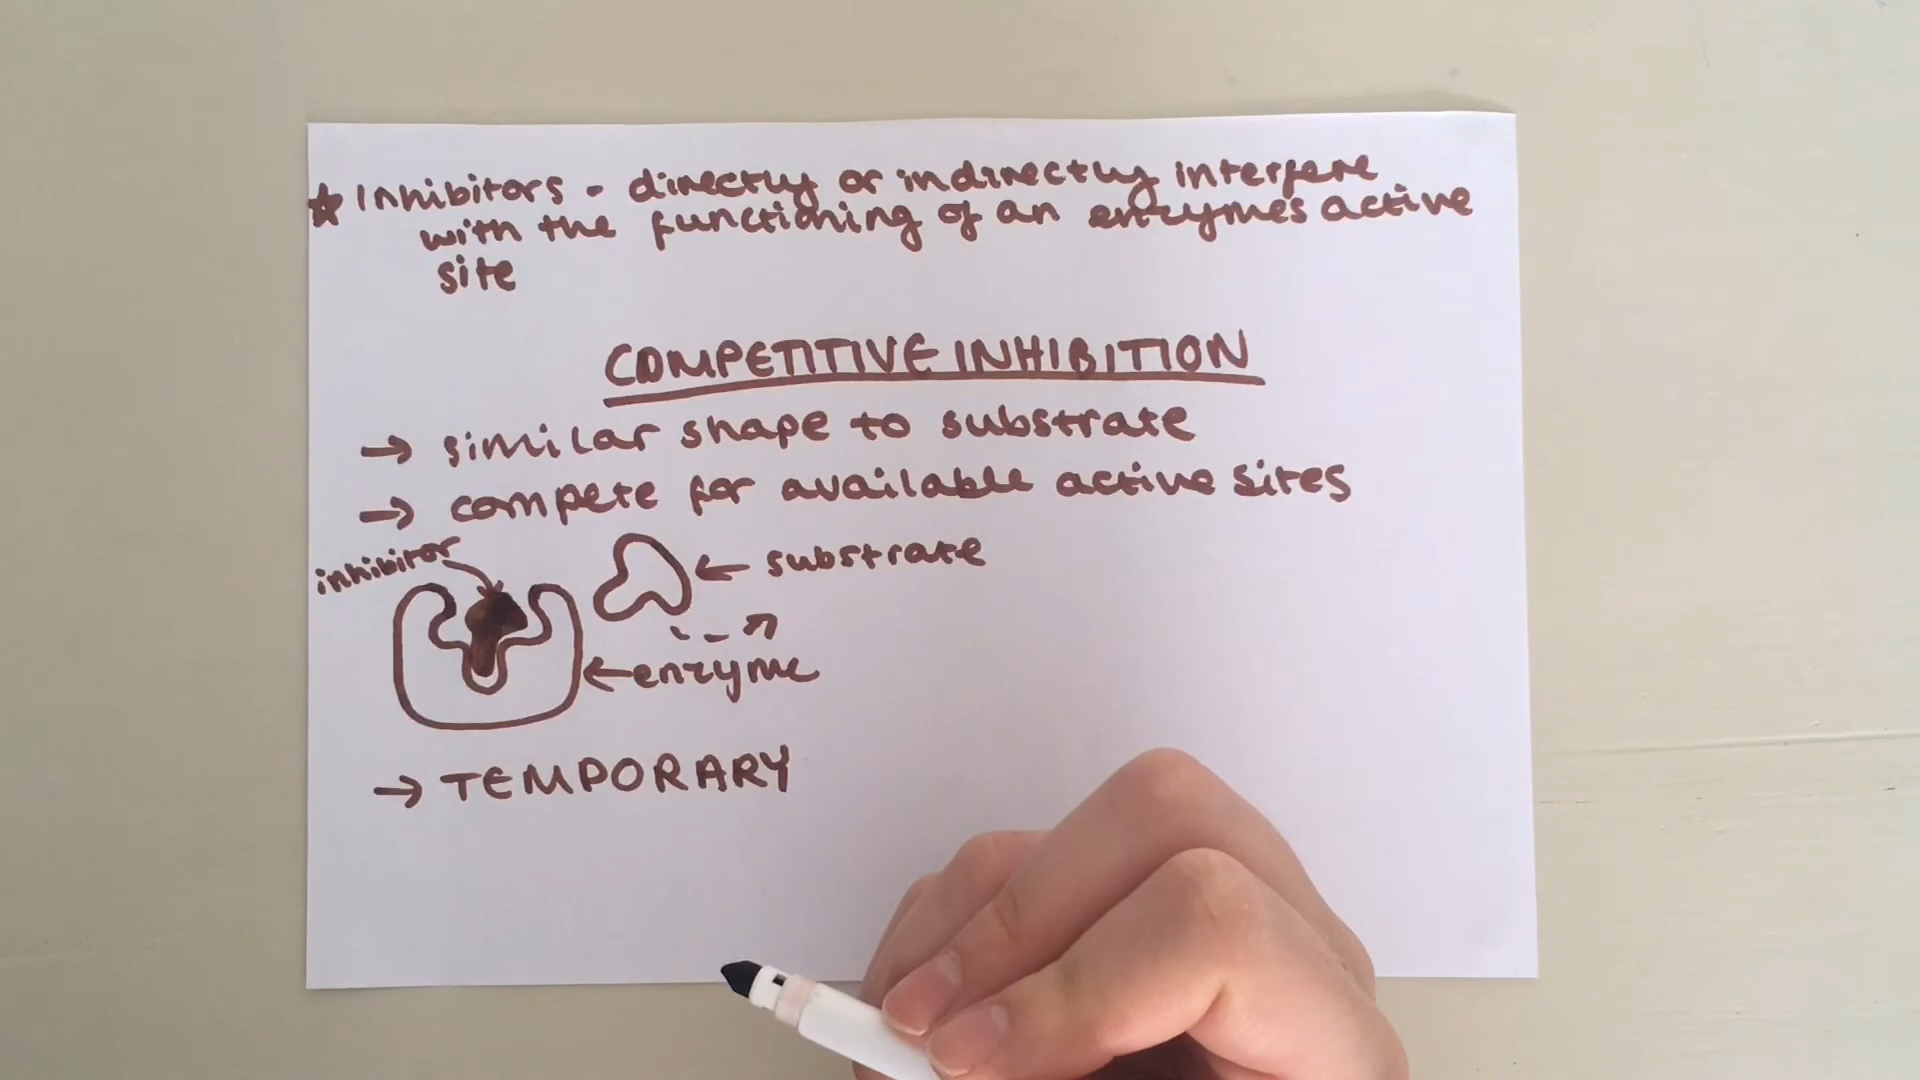 ☆ Inhibitors - directly or indirectly interfere
with the functioning of an enzymes active
site
COMPETITIVE INHIBITION
→ similar shape to substrate
→ compete for available active sites
inhibitor
← substrate
← enzyme
→ TEMPORARY